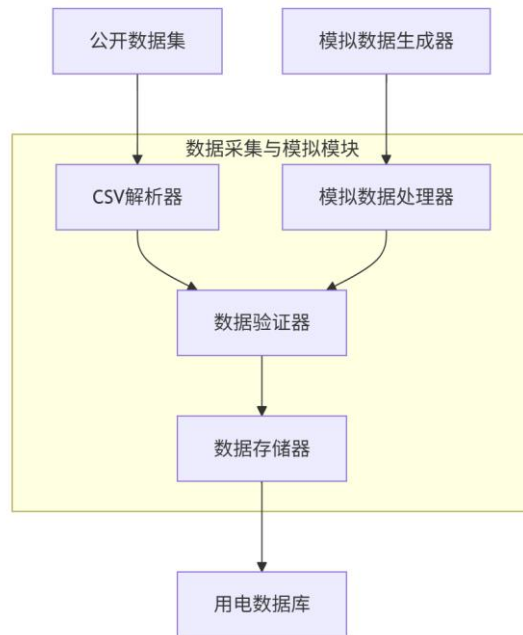 公开数据集
模拟数据生成器
数据采集与模拟模块
CSV解析器
模拟数据处理器
数据验证器
数据存储器
用电数据库